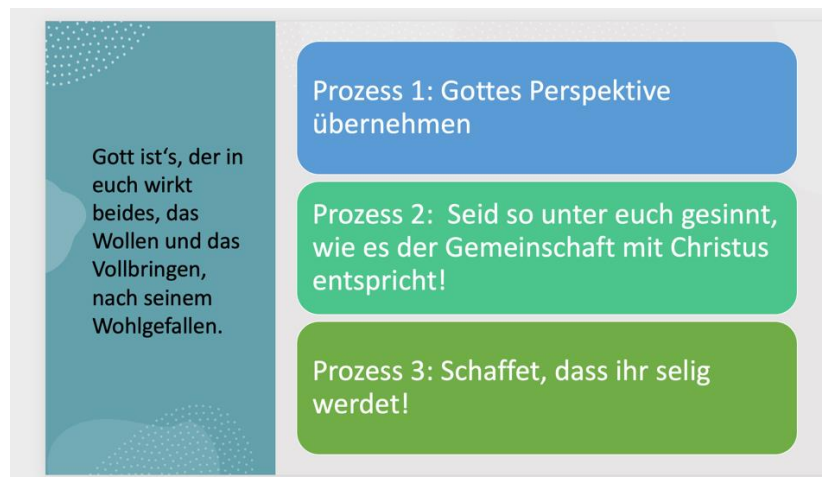 Gott ist‘s, der in
euch wirkt
beides, das
Wollen und das
Vollbringen,
nach seinem
Wohlgefallen.
Prozess 1: Gottes Perspektive
übernehmen
Prozess 2:  Seid so unter euch gesinnt,
wie es der Gemeinschaft mit Christus
entspricht!
Prozess 3: Schaffet, dass ihr selig
werdet!